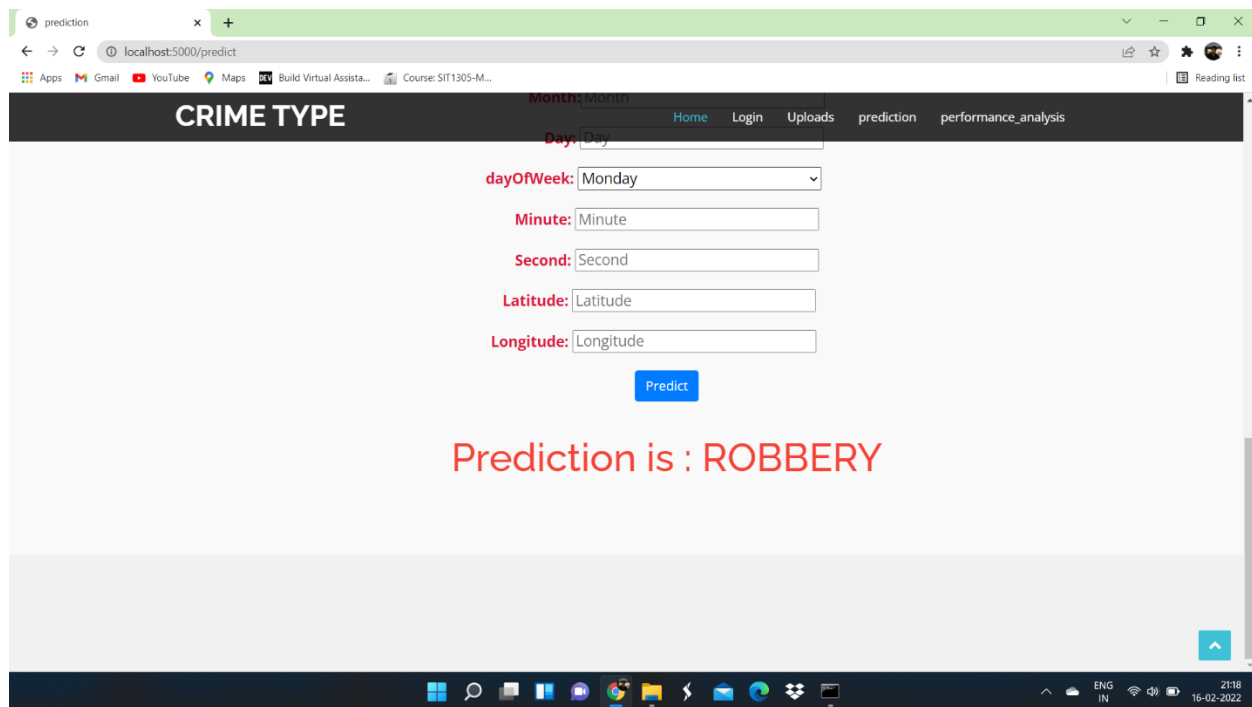 prediction
localhost:5000/predict
Apps Gmail YouTube Maps DEV Build Virtual Assista... Course: SIT1305-M... Reading list
CRIME TYPE Home Login Uploads prediction performance_analysis
Month: Month
Day: Day
dayOfWeek: Monday
Minute: Minute
Second: Second
Latitude: Latitude
Longitude: Longitude
Predict
Prediction is : ROBBERY
ENG 21:18
IN 16-02-2022